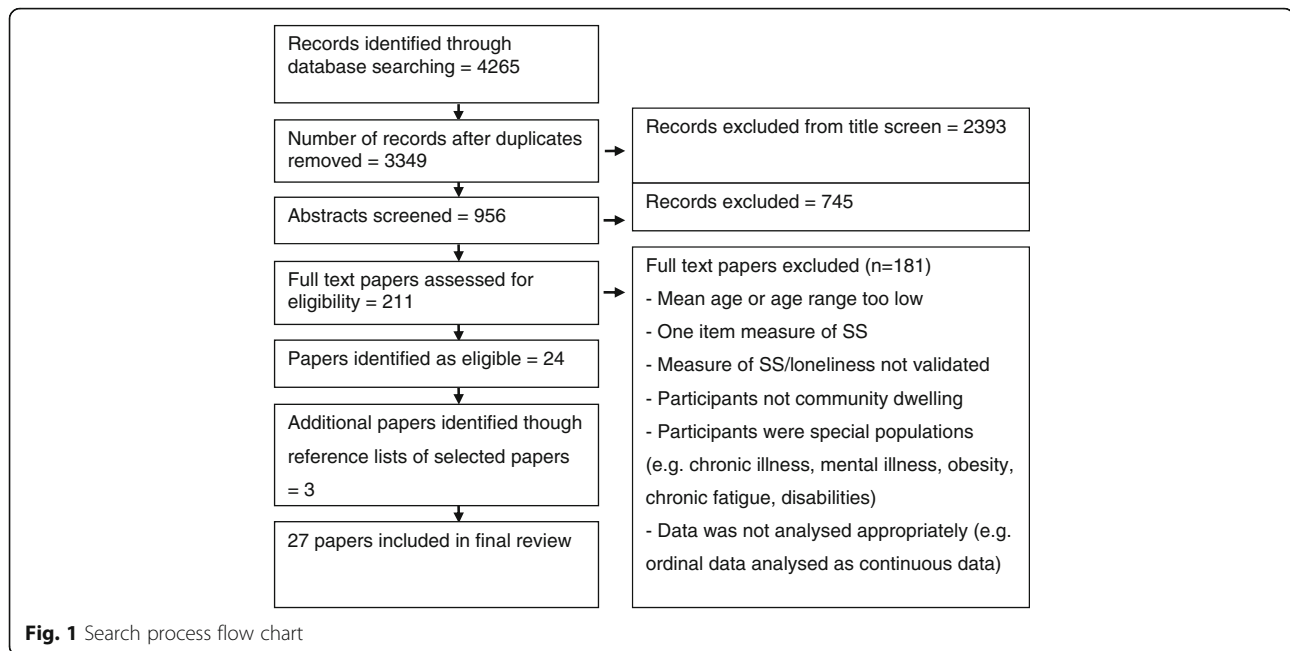 Records identified through
database searching = 4265
Number of records after duplicates
removed = 3349
Records excluded from title screen = 2393
Abstracts screened = 956
Records excluded = 745
Full text papers assessed for
eligibility = 211
Full text papers excluded (n=181)
- Mean age or age range too low
- One item measure of SS
- Measure of SS/loneliness not validated
- Participants not community dwelling
- Participants were special populations
(e.g. chronic illness, mental illness, obesity,
chronic fatigue, disabilities)
- Data was not analysed appropriately (e.g.
ordinal data analysed as continuous data)
Papers identified as eligible = 24
Additional papers identified though
reference lists of selected papers
= 3
27 papers included in final review
Fig. 1 Search process flow chart